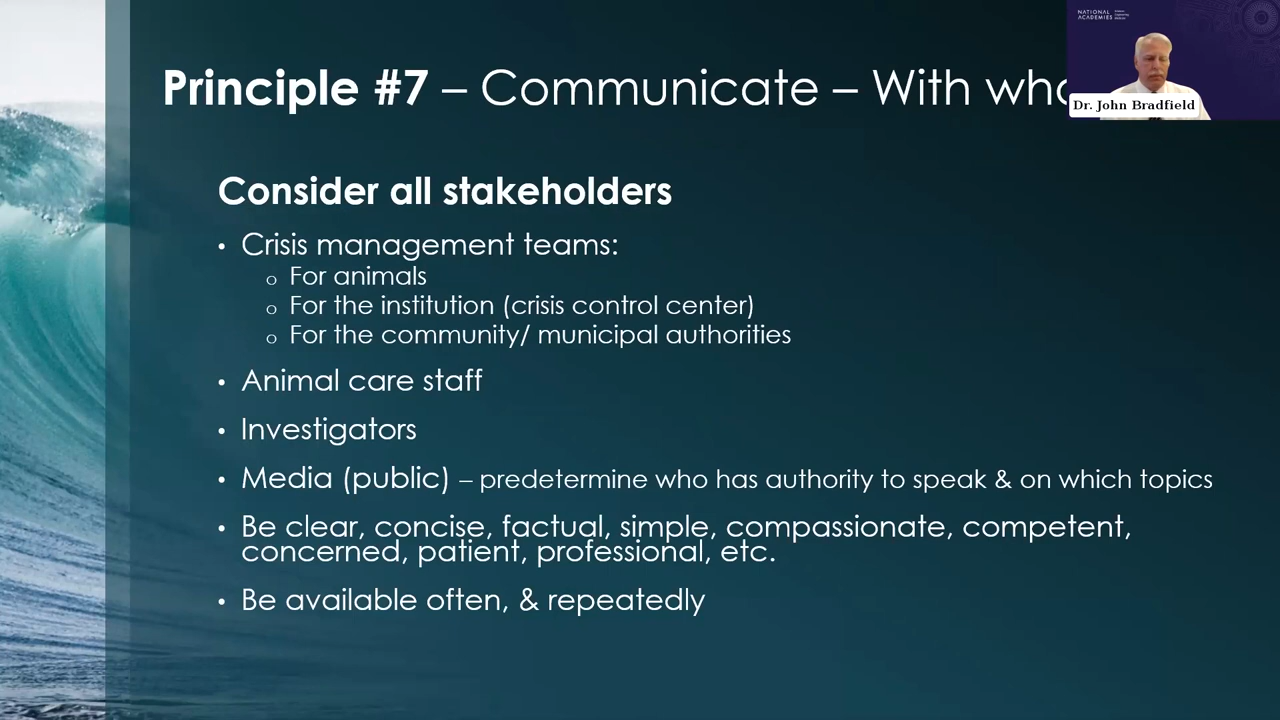 NATIONAL
ACADEMIES
Principle #7 – Communicate – With
Dr. John Bradfield
Consider all stakeholders
• Crisis management teams:
o For animals
o For the institution (crisis control center)
o For the community/ municipal authorities
• Animal care staff
• Investigators
• Media (public) – predetermine who has authority to speak & on which topics
• Be clear, concise, factual, simple, compassionate, competent,
concerned, patient, professional, etc.
• Be available often, & repeatedly